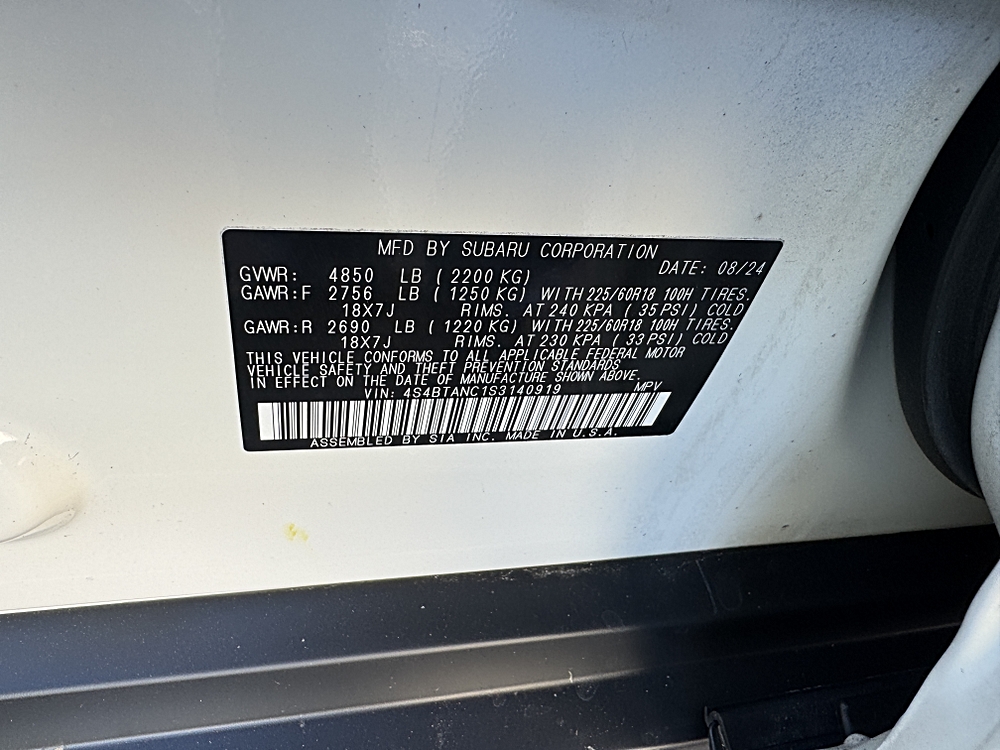 MFD BY SUBARU CORPORATION
GVWR: 4850 LB (2200 KG) DATE: 08/24
GAWR:F 2756 LB (1250 KG) WITH 225/60R18 100H TIRES.
18X7J RIMS. AT 240 KPA (35 PSI) COLD
GAWR:R 2690 LB (1220 KG) WITH 225/60R18 100H TIRES.
18X7J RIMS. AT 230 KPA (33 PSI) COLD
THIS VEHICLE CONFORMS TO ALL APPLICABLE FEDERAL MOTOR
VEHICLE SAFETY AND THEFT PREVENTION STANDARDS
IN EFFECT ON THE DATE OF MANUFACTURE SHOWN ABOVE.
VIN: 4S4BTANC1S3140919 MPV
ASSEMBLED BY SIA INC. MADE IN U.S.A.